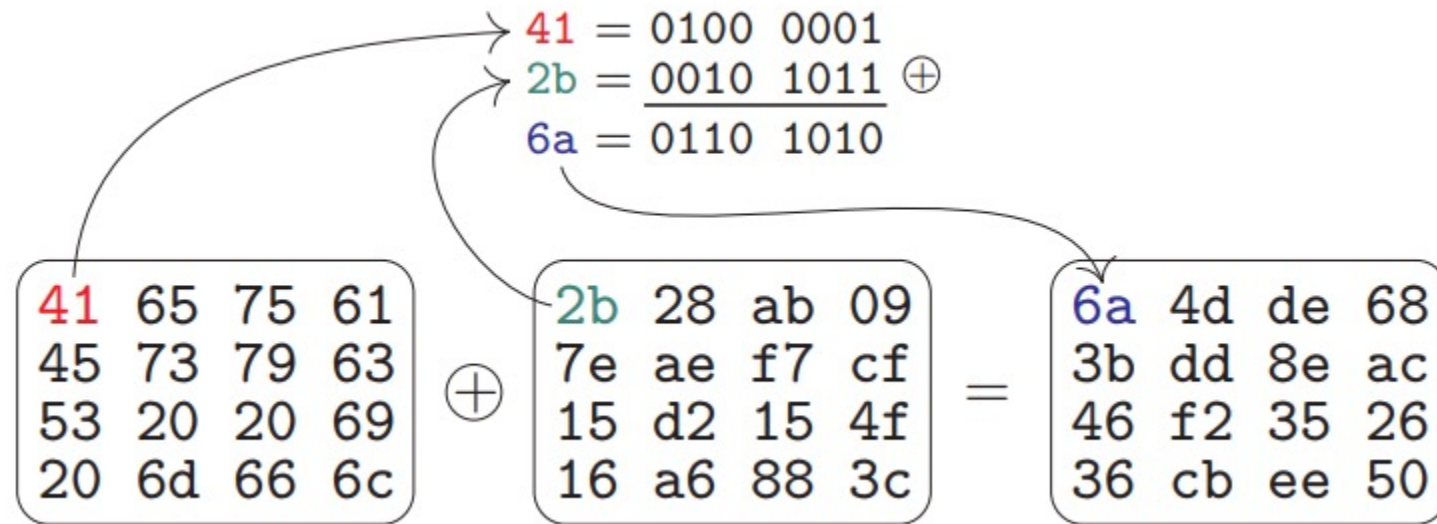 41 = 0100 0001
2b = 0010 1011 ⊕
6a = 0110 1010
41 65 75 61 2b 28 ab 09 6a 4d de 68
45 73 79 63 7e ae f7 cf 3b dd 8e ac
⊕ =
53 20 20 69 15 d2 15 4f 46 f2 35 26
20 6d 66 6c 16 a6 88 3c 36 cb ee 50